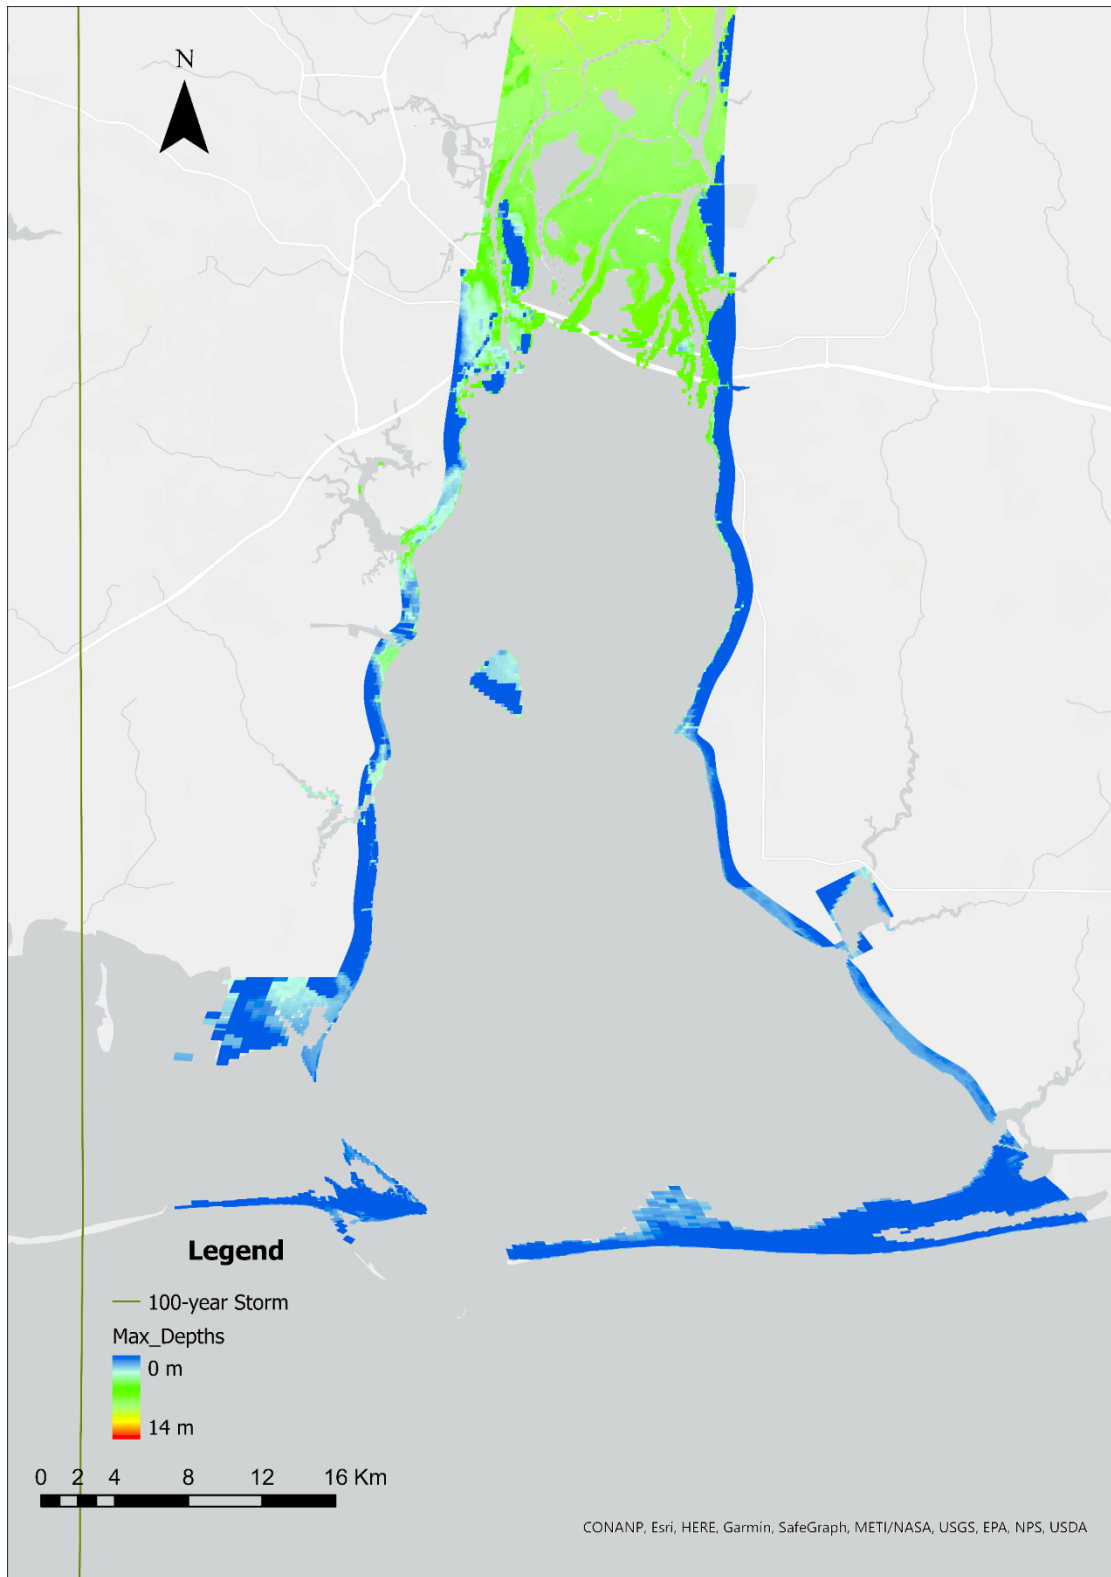 N
Legend
100-year Storm
Max_Depths
0 m
14 m
0 2 4 8 12 16 Km
CONANP, Esri, HERE, Garmin, SafeGraph, METI/NASA, USGS, EPA, NPS, USDA